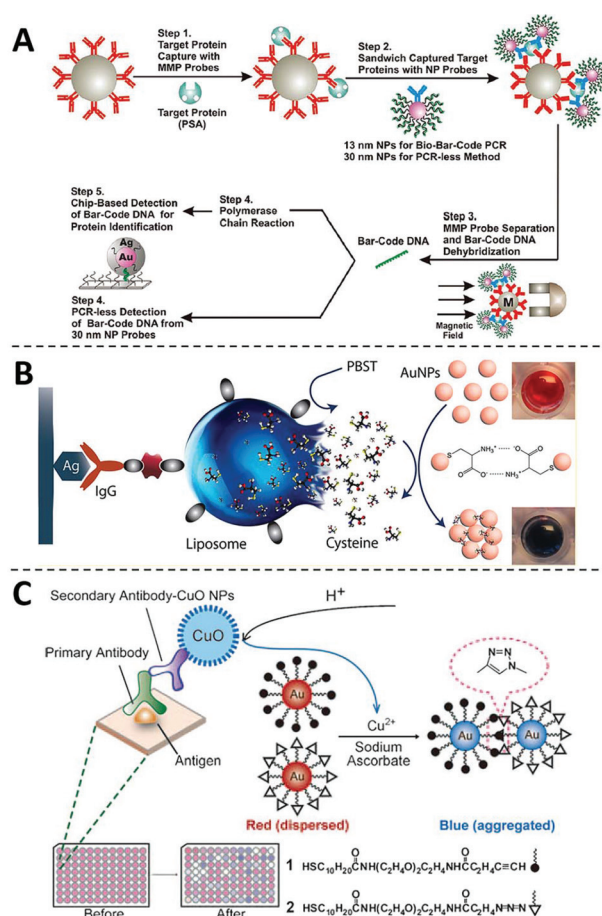 A
Step 1.
Target Protein
Capture with
MMP Probes
Target Protein
(PSA)
Step 2.
Sandwich Captured Target
Proteins with NP Probes
13 nm NPs for Bio-Bar-Code PCR
30 nm NPs for PCR-less Method
Step 3.
MMP Probe Separation
and Bar-Code DNA
Dehybridization
M
Magnetic
Field
Bar-Code DNA
Step 4.
Polymerase
Chain Reaction
Step 5.
Chip-Based Detection
of Bar-Code DNA for
Protein Identification
Ag
Au
Step 4.
PCR-less Detection
of Bar-Code DNA from
30 nm NP Probes
B
PBST
AuNPs
Ag
IgG
Liposome
Cysteine
S
NH₃⁺ ⁻O
O
O
O⁻ ⁺H₃N
S
C
Secondary Antibody-CuO NPs
CuO
H⁺
Primary Antibody
Antigen
Au
Au
Cu²⁺
Sodium
Ascorbate
N=N
N
Au
Au
Red (dispersed)
Blue (aggregated)
Before
After
1 HSC₁₀H₂₀CNH(C₂H₄O)₂C₂H₄NHCC₂H₄C≡CH
O
O
2 HSC₁₀H₂₀CNH(C₂H₄O)₂C₂H₄NHCC₂H₄N=N=N
O
O